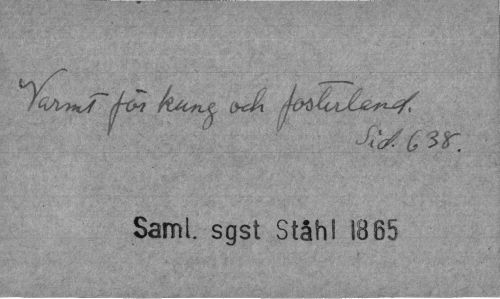 Varmt för kung och fosterland.
Sid. 638.
Saml. sgst Ståhl 1865